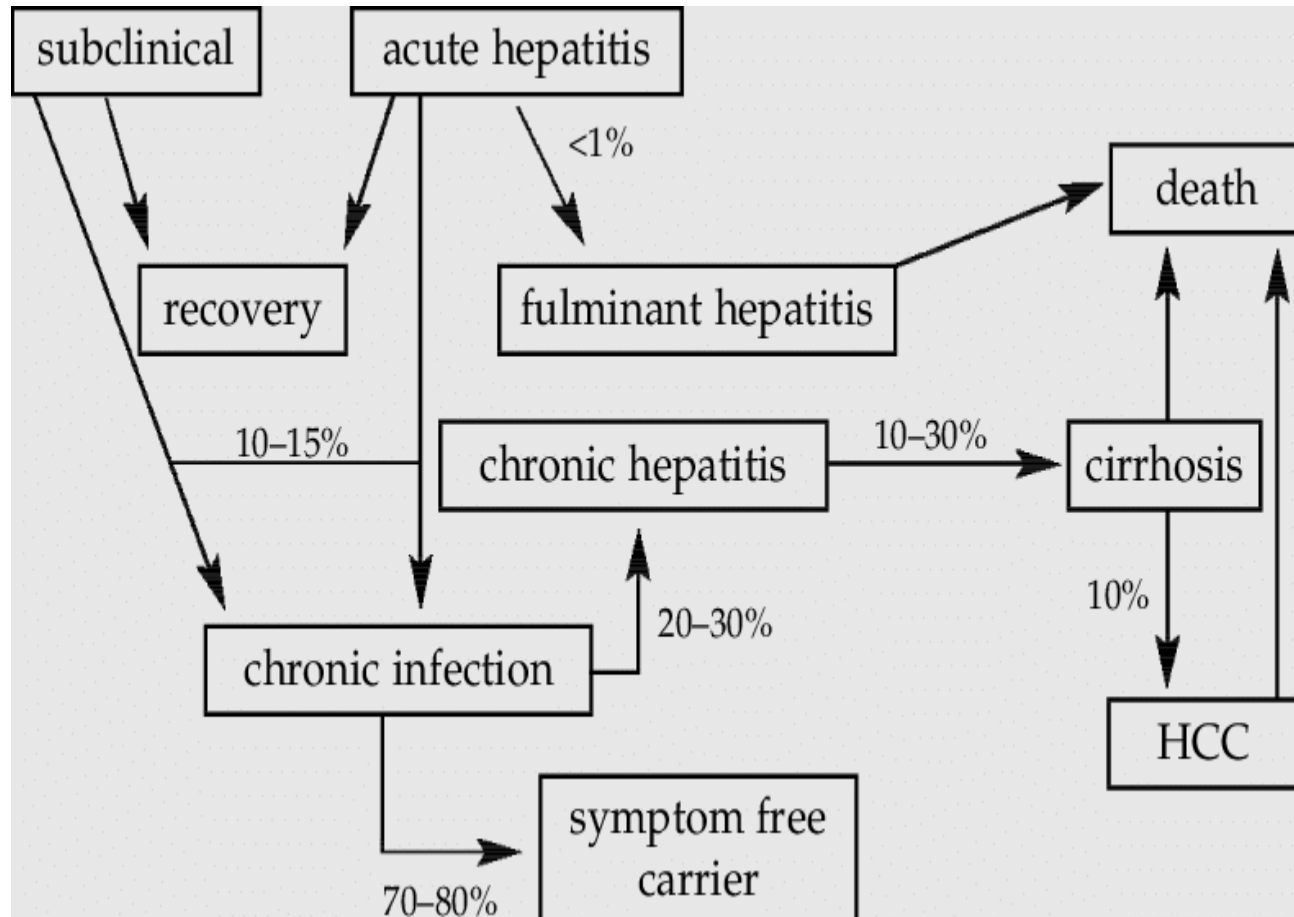 subclinical
acute hepatitis
<1%
death
recovery
fulminant hepatitis
10–15%
chronic hepatitis
10–30%
cirrhosis
20–30%
10%
chronic infection
HCC
symptom free
carrier
70–80%